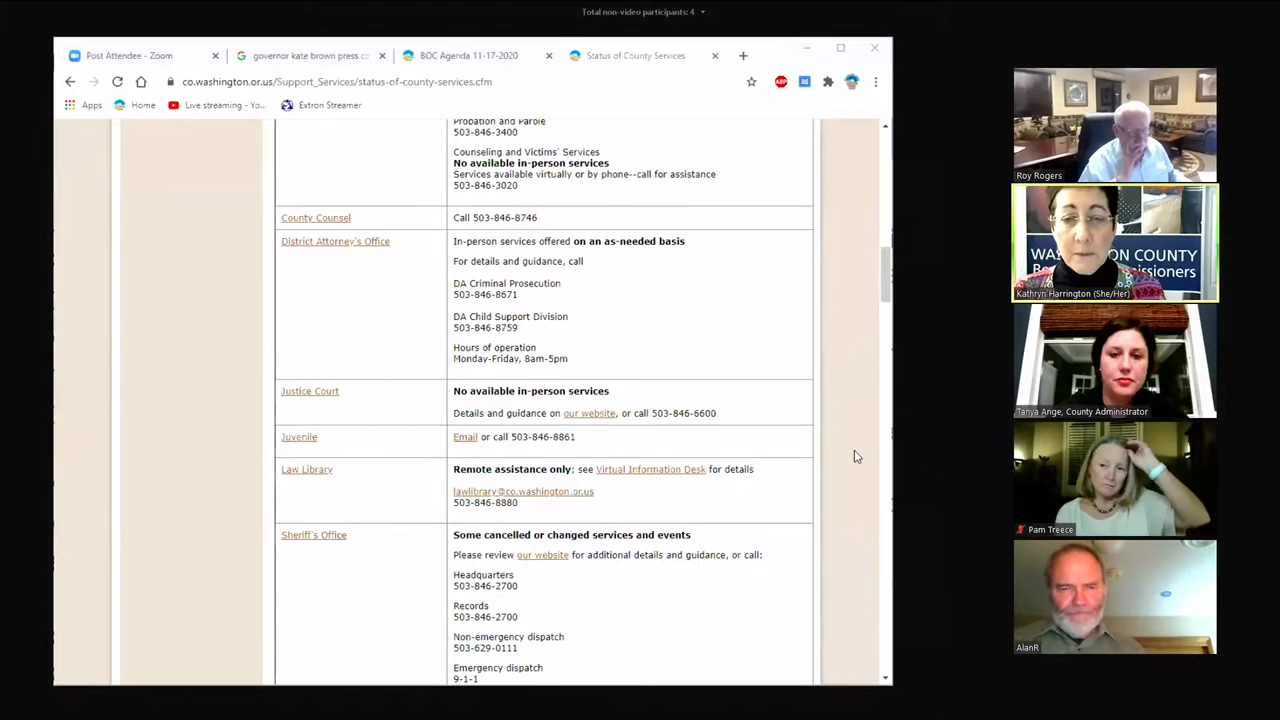 Total non-video participants: 4
Post Attendee - Zoom
governor kate brown press co
BOC Agenda 11-17-2020
Status of County Services
co.washington.or.us/Support_Services/status-of-county-services.cfm
ABP
Apps
Home
Live streaming - Yo...
Extron Streamer
Probation and Parole
503-846-3400
Counseling and Victims' Services
No available in-person services
Services available virtually or by phone--call for assistance
503-846-3020
County Counsel
Call 503-846-8746
District Attorney's Office
In-person services offered on an as-needed basis
For details and guidance, call
DA Criminal Prosecution
503-846-8671
DA Child Support Division
503-846-8759
Hours of operation
Monday-Friday, 8am-5pm
Justice Court
No available in-person services
Details and guidance on our website, or call 503-846-6600
Juvenile
Email or call 503-846-8861
Law Library
Remote assistance only; see Virtual Information Desk for details
lawlibrary@co.washington.or.us
503-846-8880
Sheriff's Office
Some cancelled or changed services and events
Please review our website for additional details and guidance, or call:
Headquarters
503-846-2700
Records
503-846-2700
Non-emergency dispatch
503-629-0111
Emergency dispatch
9-1-1
Roy Rogers
COUNTY
Kathryn Harrington (She/Her)
Tanya Ange, County Administrator
Pam Treece
AlanR